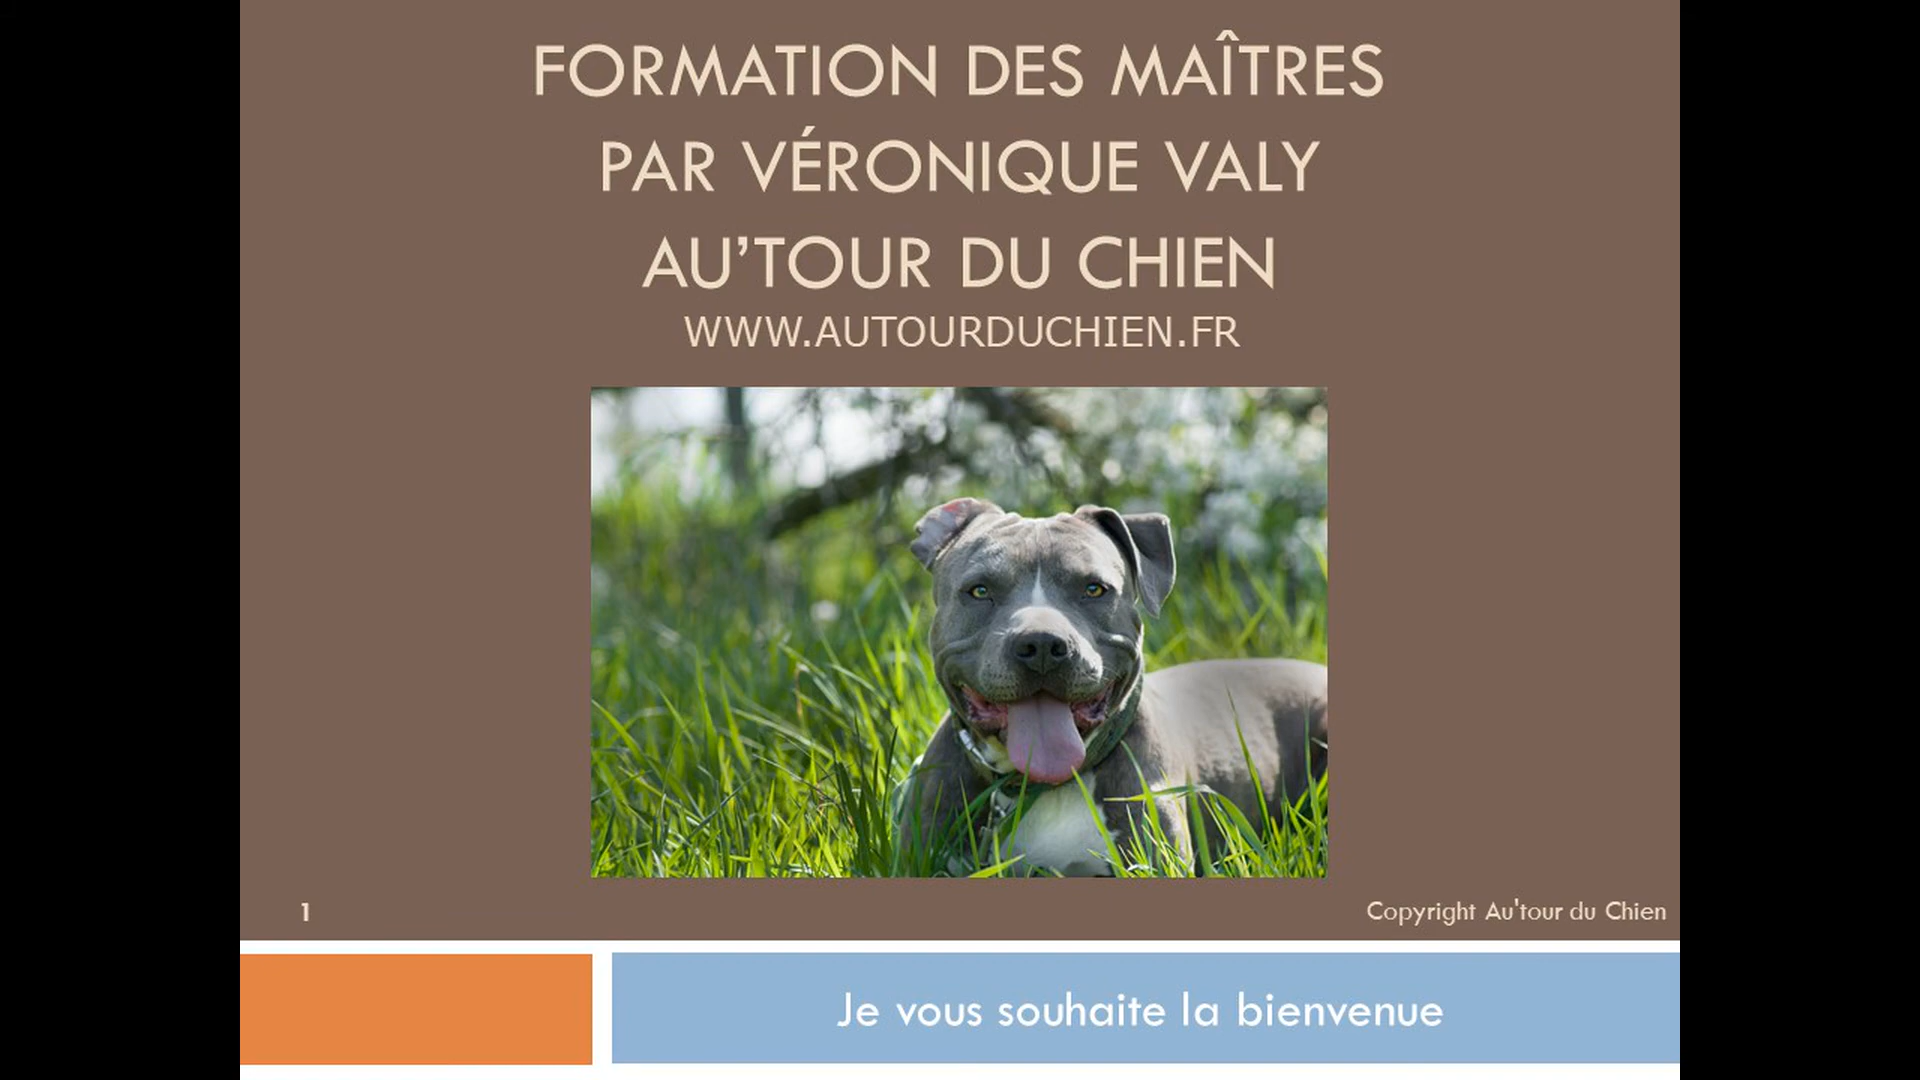 FORMATION DES MAÎTRES
PAR VÉRONIQUE VALY
AU’TOUR DU CHIEN
WWW.AUTOURDUCHIEN.FR
1
Copyright Au'tour du Chien
Je vous souhaite la bienvenue